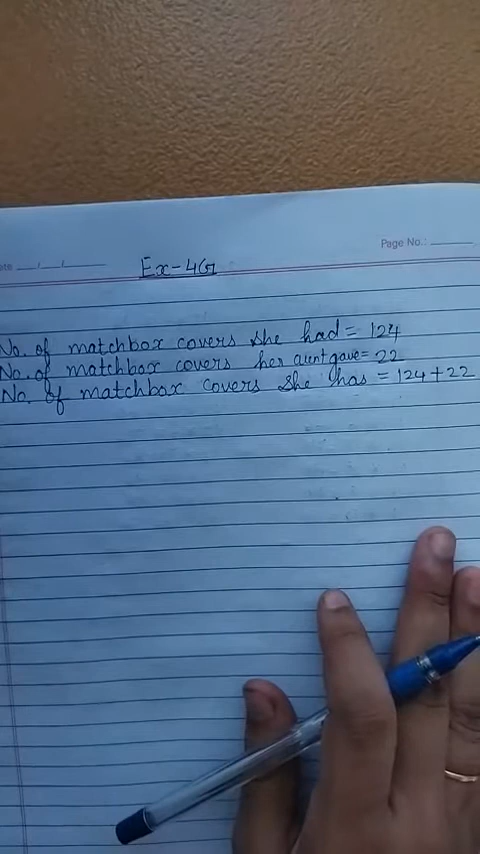 Page No.:
ate
Ex-4G
No. of matchbox covers she had = 124
No. of matchbox covers her aunt gave = 22
No. of matchbox covers she has = 124 + 22